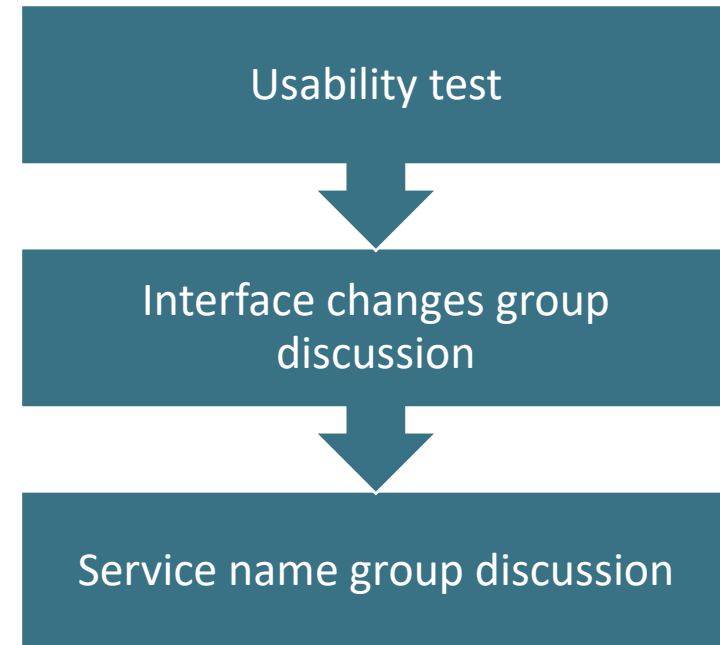 Usability test
Interface changes group
discussion
Service name group discussion